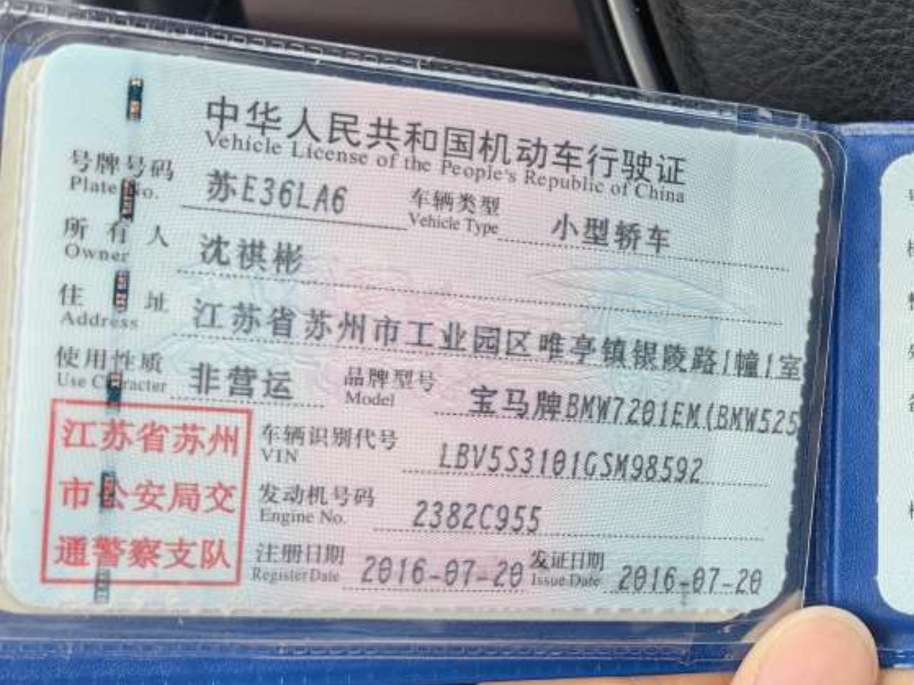 中华人民共和国机动车行驶证
Vehicle License of the People's Republic of China
号牌号码 苏E36LA6 车辆类型 小型轿车
Plate No. Vehicle Type
所有人 沈祺彬
Owner
住址 江苏省苏州市工业园区唯亭镇银陵路1幢1室
Address
使用性质 非营运 品牌型号 宝马牌BMW7201EM(BMW525
Use Character Model
江苏省苏州
市公安局交
通警察支队
车辆识别代号 LBV5S3101GSM98592
VIN
发动机号码 2382C955
Engine No.
注册日期 2016-07-20 发证日期 2016-07-20
Register Date Issue Date